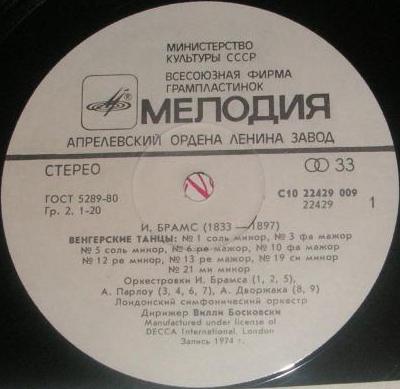 МИНИСТЕРСТВО
КУЛЬТУРЫ СССР
ВСЕСОЮЗНАЯ ФИРМА
ГРАМПЛАСТИНОК
МЕЛОДИЯ
АПРЕЛЕВСКИЙ ОРДЕНА ЛЕНИНА ЗАВОД
СТЕРЕО 33
ГОСТ 5289-80 С10 22429 009
Гр. 2. 1-20 22429 1
И. БРАМС (1833 — 1897)
ВЕНГЕРСКИЕ ТАНЦЫ: № 1 соль минор, № 3 фа мажор
№ 5 соль минор, № 6 ре мажор, № 10 фа мажор
№ 12 ре минор, № 13 ре мажор, № 19 си минор
№ 21 ми минор
Оркестровки И. Брамса (1, 2, 5),
А. Парлоу (3, 4, 6, 7), А. Дворжака (8, 9)
Лондонский симфонический оркестр
Дирижер Вилли Босковски
Manufactured under license of
DECCA International, London
Запись 1974 г.